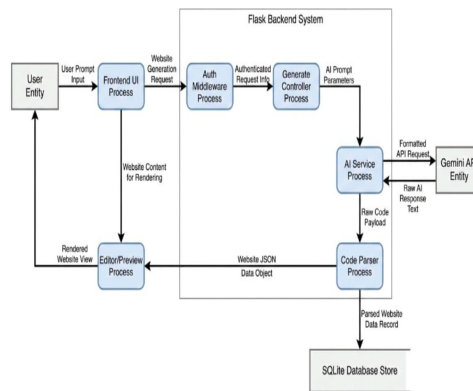 Flask Backend System
User Prompt
Input
Website
Generation
Request
Authenticated
Request Info
AI Prompt
Parameters
User
Entity
Frontend UI
Process
Auth
Middleware
Process
Generate
Controller
Process
Formatted
API Request
AI Service
Process
Gemini AP
Entity
Raw AI
Response
Text
Website Content
for Rendering
Raw Code
Payload
Rendered
Website View
Editor/Preview
Process
Website JSON
Data Object
Code Parser
Process
Parsed Website
Data Record
SQLite Database Store